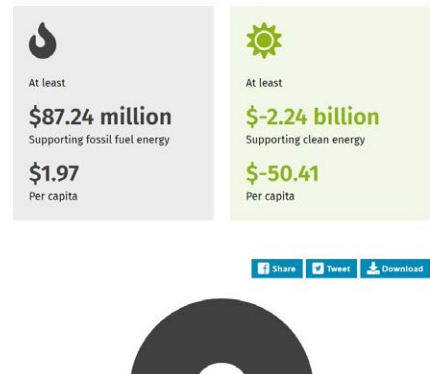 At least
$87.24 million
Supporting fossil fuel energy
$1.97
Per capita
At least
$-2.24 billion
Supporting clean energy
$-50.41
Per capita
Share Tweet Download